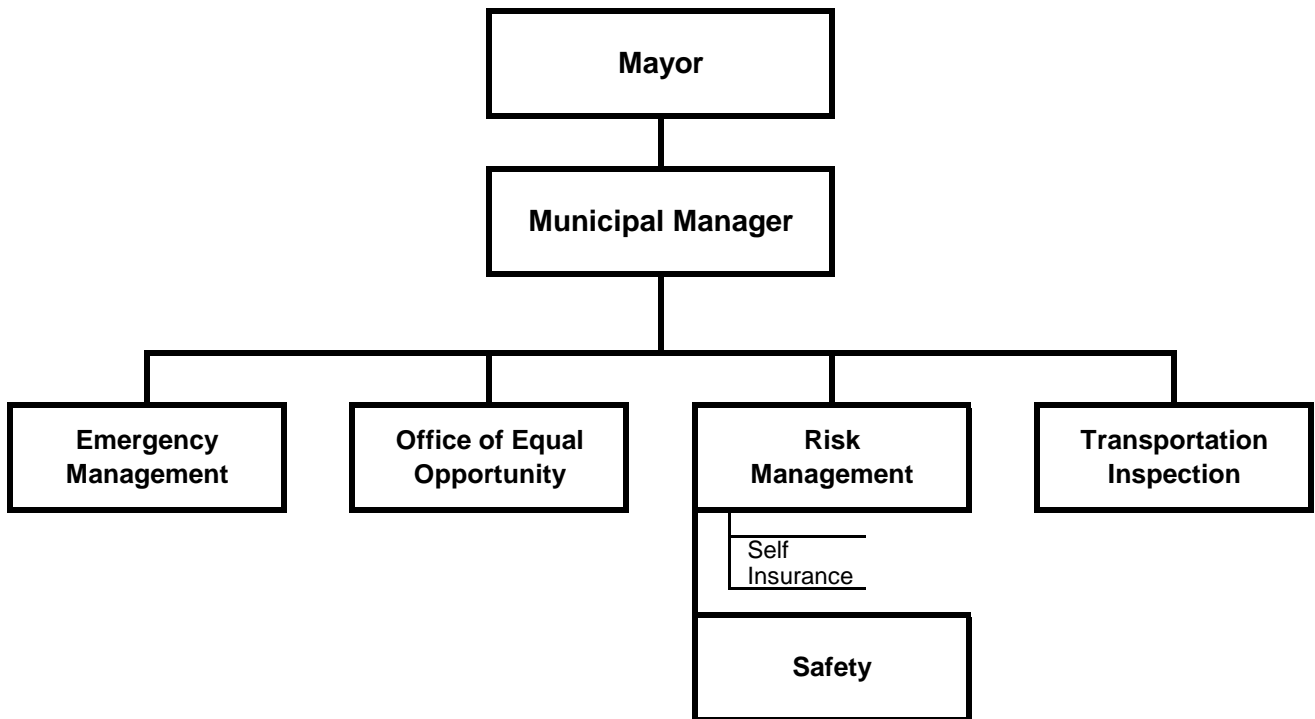 Mayor
Municipal Manager
Emergency
Management
Office of Equal
Opportunity
Risk
Management
Transportation
Inspection
Self
Insurance
Safety